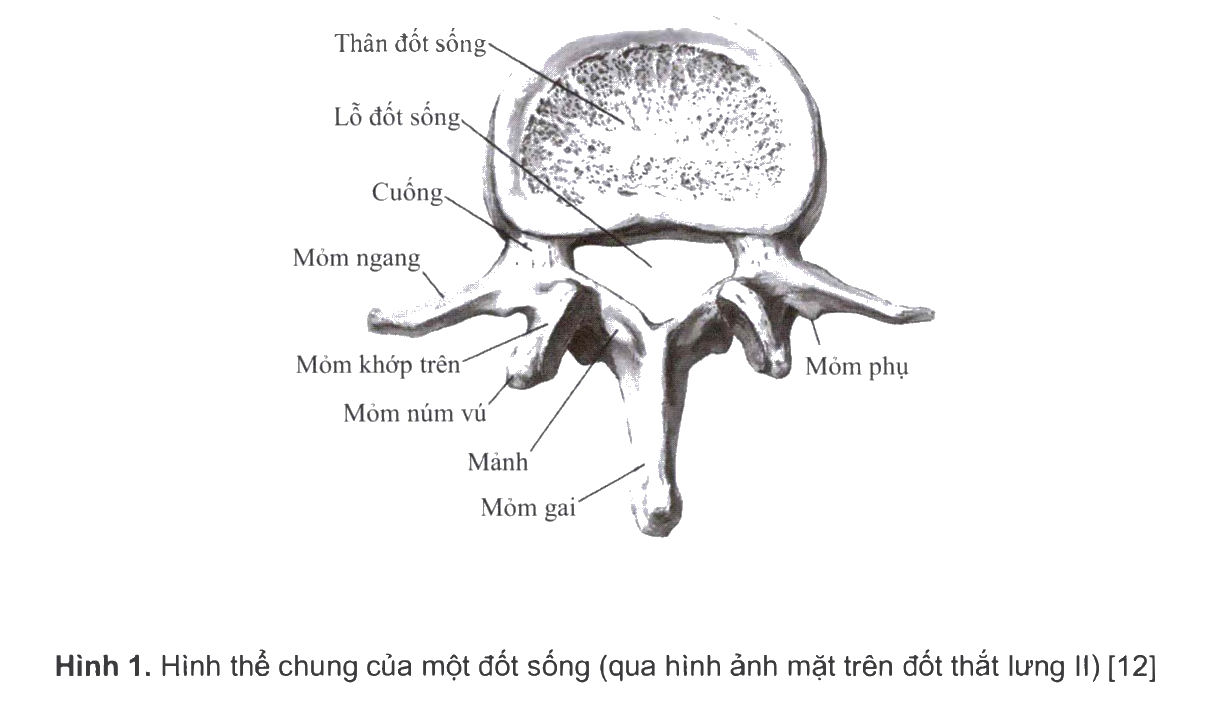 Thân đốt sống
Lỗ đốt sống
Cuống
Mỏm ngang
Mỏm khớp trên
Mỏm phụ
Mỏm núm vú
Mảnh
Mỏm gai
Hình 1. Hình thể chung của một đốt sống (qua hình ảnh mặt trên đốt thắt lưng II) [12]